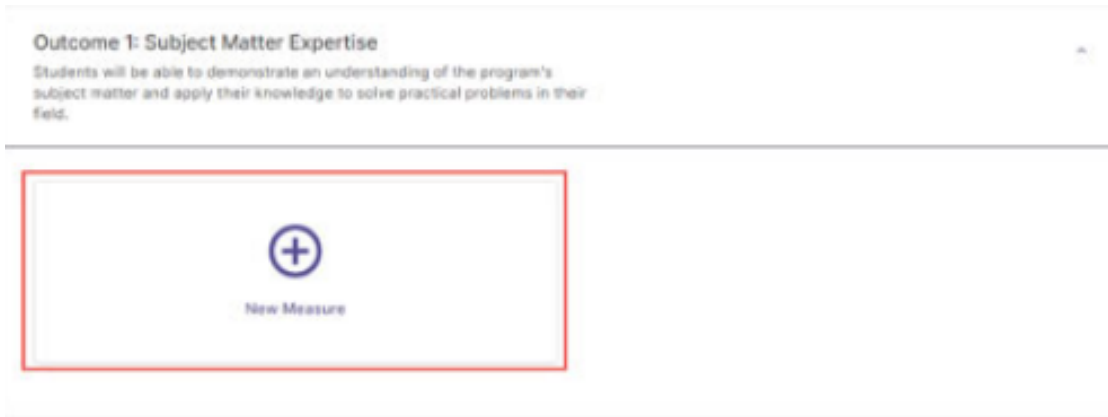 Outcome 1: Subject Matter Expertise
Students will be able to demonstrate an understanding of the program's
subject matter and apply their knowledge to solve practical problems in their
field.
New Measure